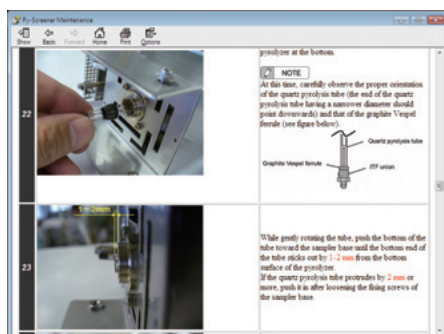 Py-Screener Maintenance
Show Back Forward Home Print Options
pyrolyzer at the bottom.
NOTE
At this time, carefully observe the proper orientation
of the quartz pyrolysis tube (the end of the quartz
pyrolysis tube having a narrower diameter should
point downwards) and that of the graphite Vespel
ferrule (see figure below).
Quartz pyrolysis tube
Graphite Vespel ferrule
ITF union
22
1~2mm
23
While gently rotating the tube, push the bottom of the
tube toward the sampler base until the bottom end of
the tube sticks out by 1-2 mm from the bottom
surface of the pyrolyzer.
If the quartz pyrolysis tube protrudes by 2 mm or
more, push it in after loosening the fixing screws of
the sampler base.